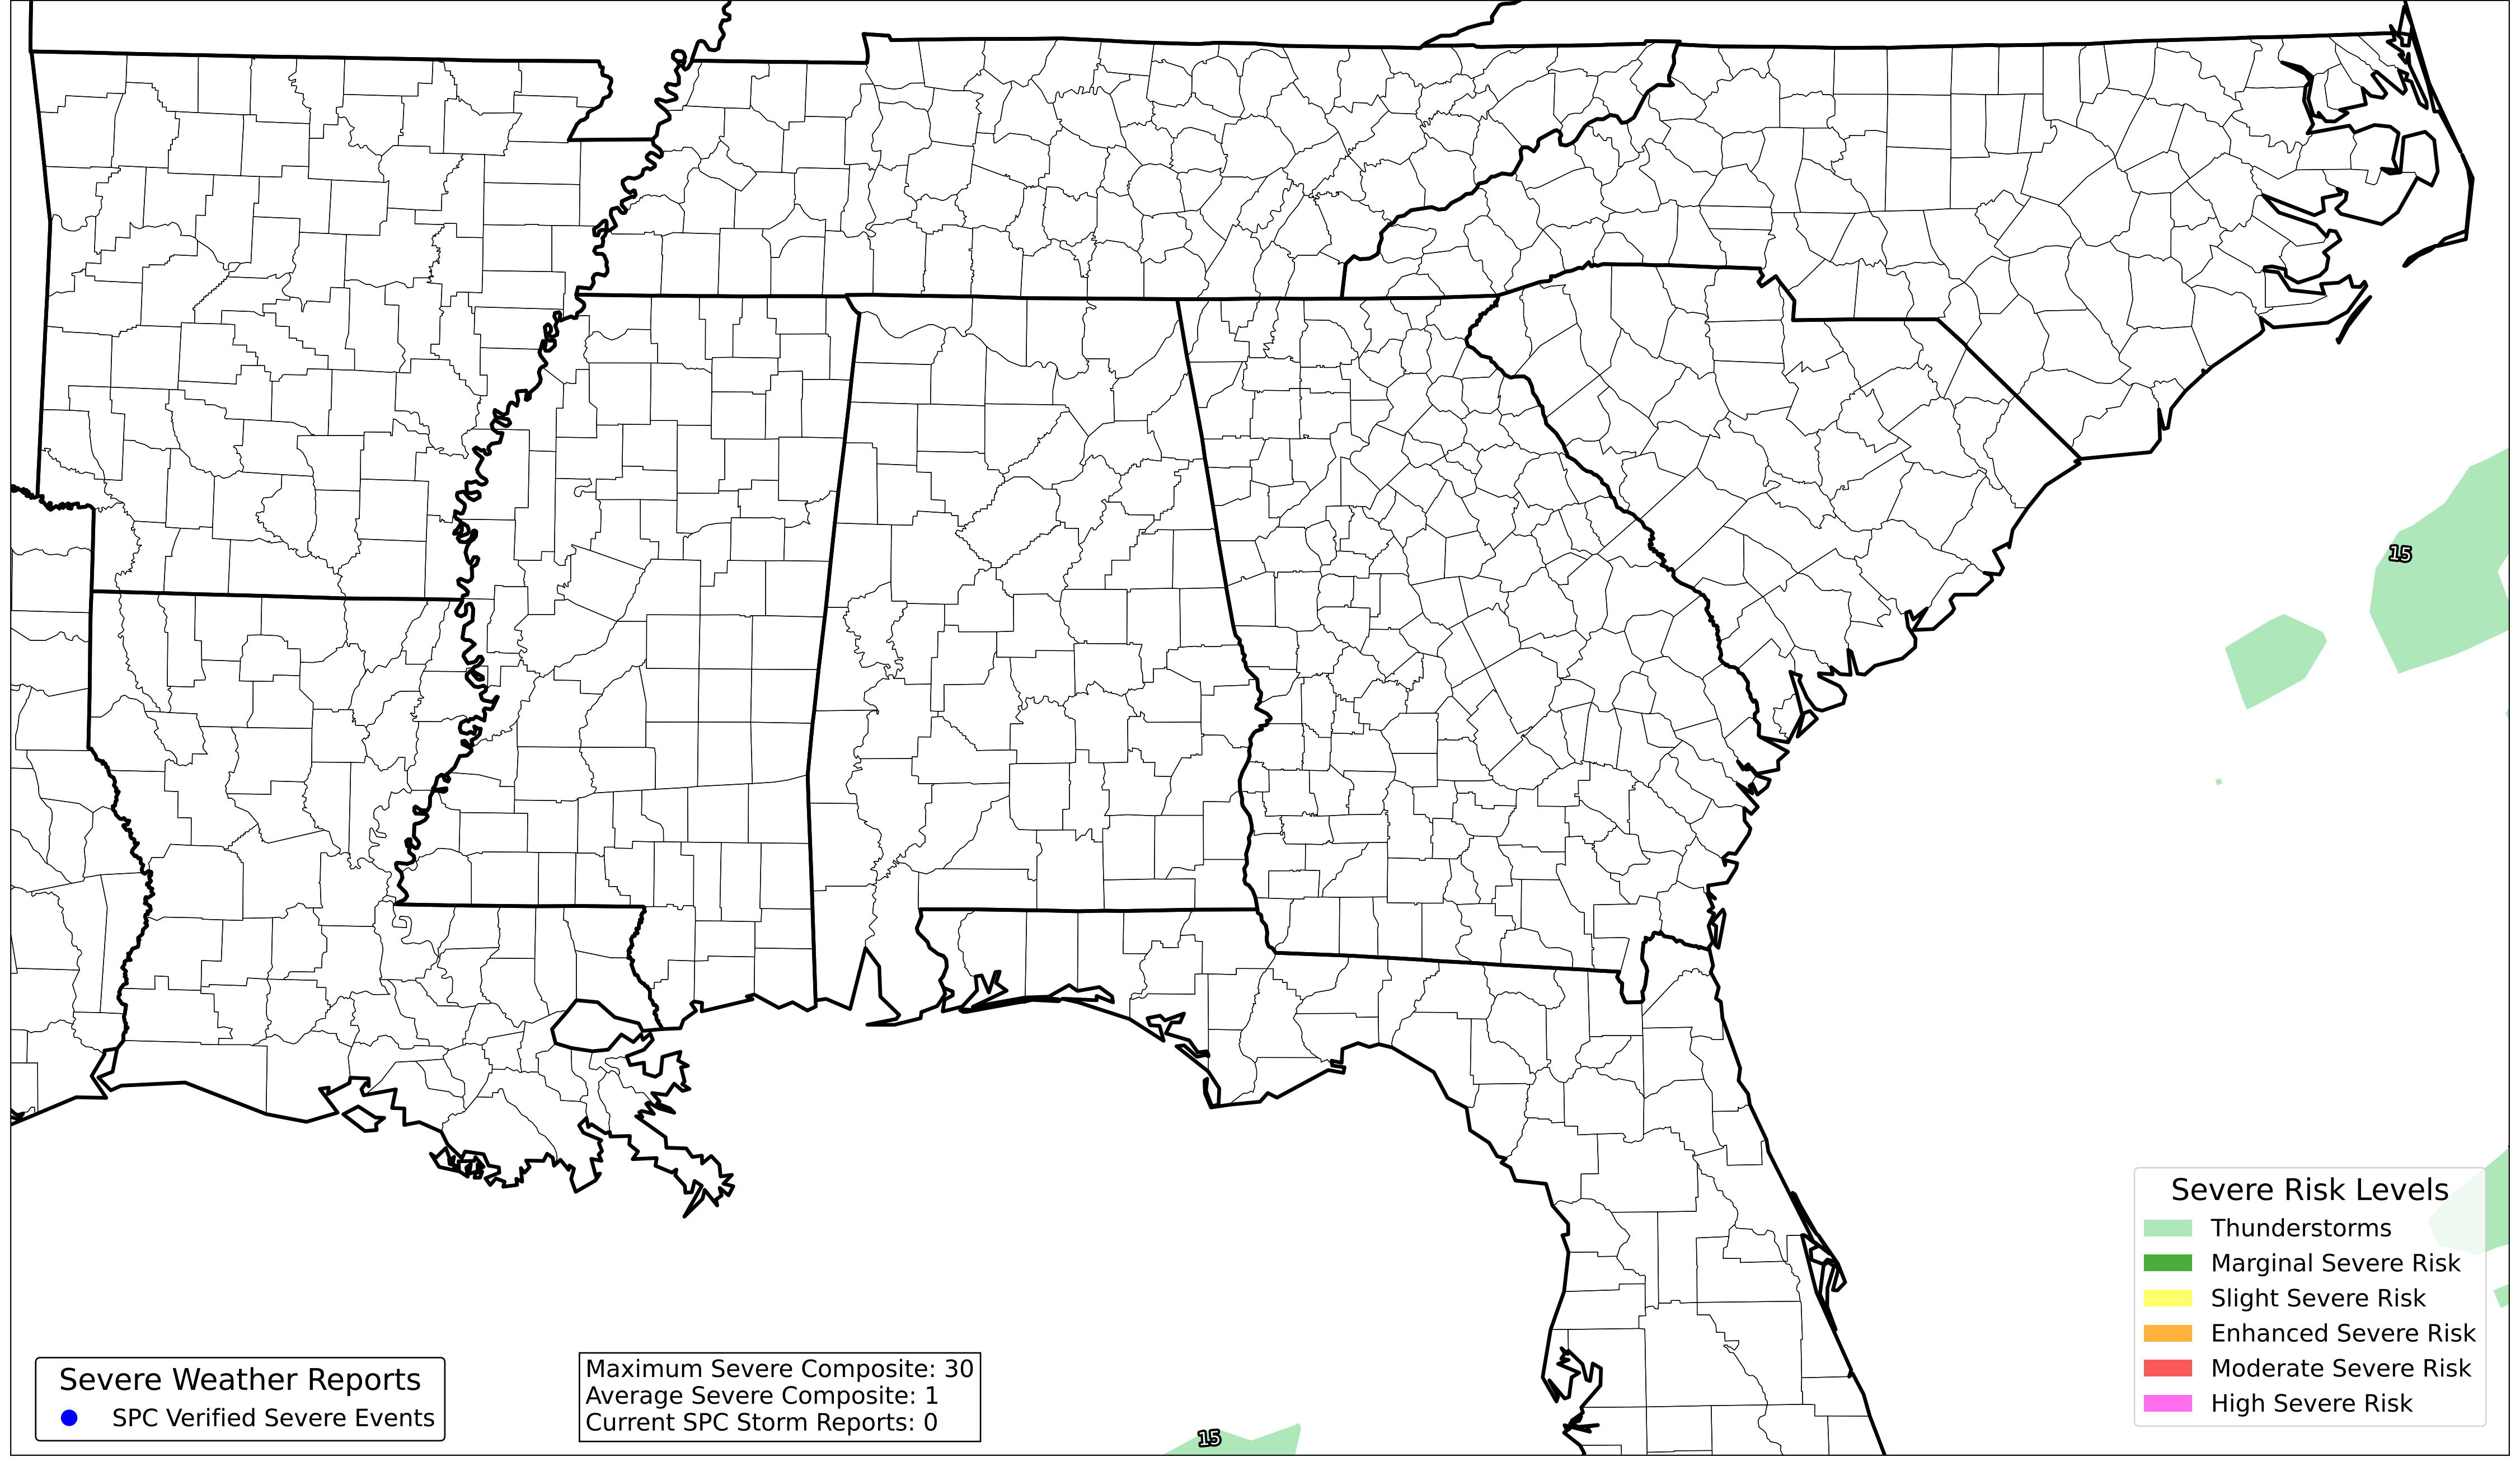 15
Severe Risk Levels
Thunderstorms
Marginal Severe Risk
Slight Severe Risk
Enhanced Severe Risk
Moderate Severe Risk
High Severe Risk
Severe Weather Reports
SPC Verified Severe Events
Maximum Severe Composite: 30
Average Severe Composite: 1
Current SPC Storm Reports: 0
15